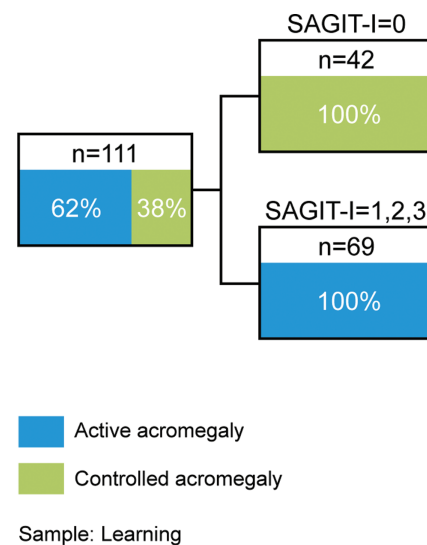 SAGIT-I=0
n=42
100%
n=111
62% 38%
SAGIT-I=1,2,3
n=69
100%
Active acromegaly
Controlled acromegaly
Sample: Learning